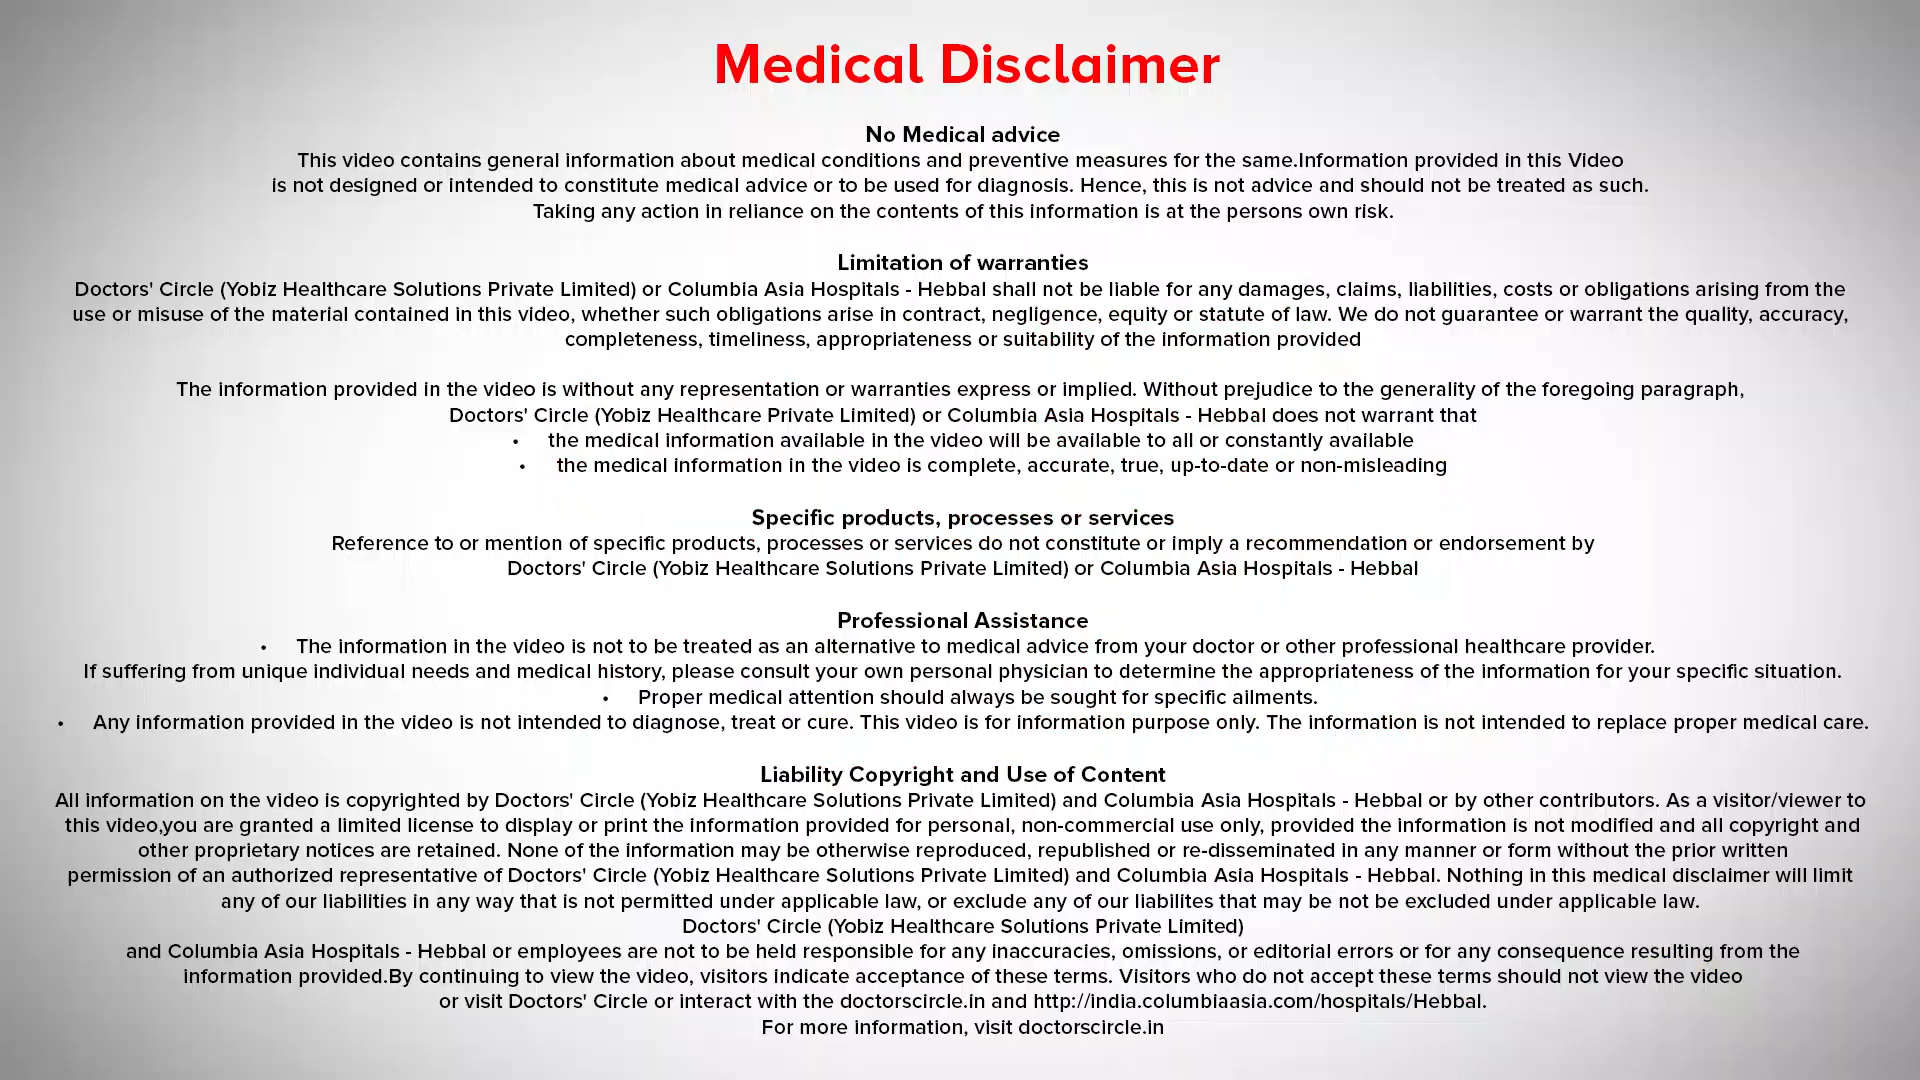 Medical Disclaimer
No Medical advice
This video contains general information about medical conditions and preventive measures for the same.Information provided in this Video
is not designed or intended to constitute medical advice or to be used for diagnosis. Hence, this is not advice and should not be treated as such.
Taking any action in reliance on the contents of this information is at the persons own risk.
Limitation of warranties
Doctors' Circle (Yobiz Healthcare Solutions Private Limited) or Columbia Asia Hospitals - Hebbal shall not be liable for any damages, claims, liabilities, costs or obligations arising from the
use or misuse of the material contained in this video, whether such obligations arise in contract, negligence, equity or statute of law. We do not guarantee or warrant the quality, accuracy,
completeness, timeliness, appropriateness or suitability of the information provided
The information provided in the video is without any representation or warranties express or implied. Without prejudice to the generality of the foregoing paragraph,
Doctors' Circle (Yobiz Healthcare Private Limited) or Columbia Asia Hospitals - Hebbal does not warrant that
• the medical information available in the video will be available to all or constantly available
• the medical information in the video is complete, accurate, true, up-to-date or non-misleading
Specific products, processes or services
Reference to or mention of specific products, processes or services do not constitute or imply a recommendation or endorsement by
Doctors' Circle (Yobiz Healthcare Solutions Private Limited) or Columbia Asia Hospitals - Hebbal
Professional Assistance
• The information in the video is not to be treated as an alternative to medical advice from your doctor or other professional healthcare provider.
If suffering from unique individual needs and medical history, please consult your own personal physician to determine the appropriateness of the information for your specific situation.
• Proper medical attention should always be sought for specific ailments.
• Any information provided in the video is not intended to diagnose, treat or cure. This video is for information purpose only. The information is not intended to replace proper medical care.
Liability Copyright and Use of Content
All information on the video is copyrighted by Doctors' Circle (Yobiz Healthcare Solutions Private Limited) and Columbia Asia Hospitals - Hebbal or by other contributors. As a visitor/viewer to
this video,you are granted a limited license to display or print the information provided for personal, non-commercial use only, provided the information is not modified and all copyright and
other proprietary notices are retained. None of the information may be otherwise reproduced, republished or re-disseminated in any manner or form without the prior written
permission of an authorized representative of Doctors' Circle (Yobiz Healthcare Solutions Private Limited) and Columbia Asia Hospitals - Hebbal. Nothing in this medical disclaimer will limit
any of our liabilities in any way that is not permitted under applicable law, or exclude any of our liabilites that may be not be excluded under applicable law.
Doctors' Circle (Yobiz Healthcare Solutions Private Limited)
and Columbia Asia Hospitals - Hebbal or employees are not to be held responsible for any inaccuracies, omissions, or editorial errors or for any consequence resulting from the
information provided.By continuing to view the video, visitors indicate acceptance of these terms. Visitors who do not accept these terms should not view the video
or visit Doctors' Circle or interact with the doctorscircle.in and http://india.columbiaasia.com/hospitals/Hebbal.
For more information, visit doctorscircle.in